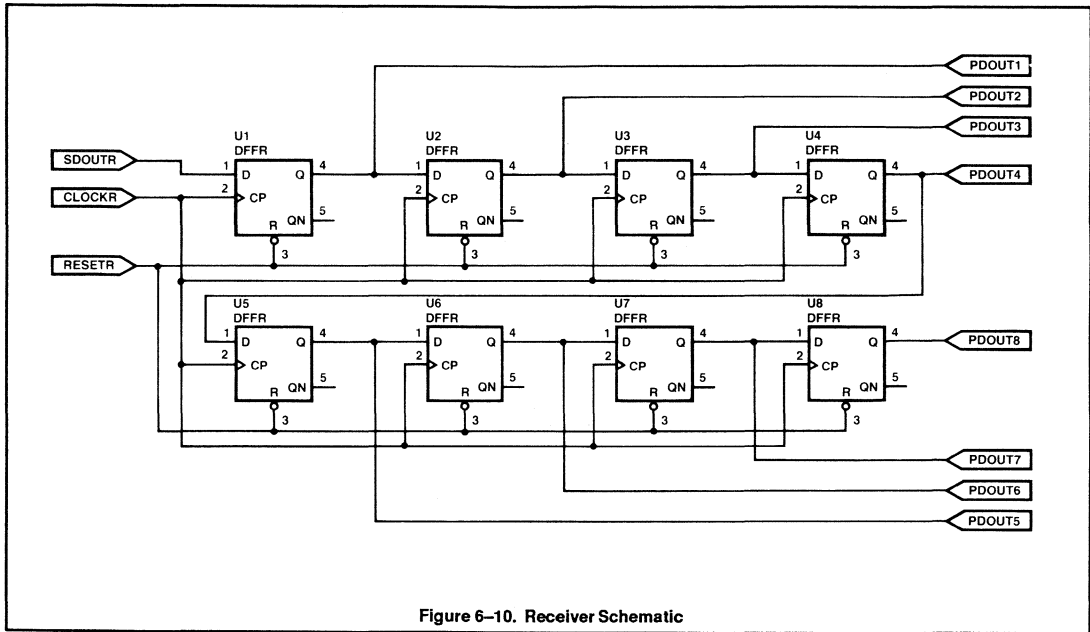 PDOUT1
PDOUT2
PDOUT3
U1 U2 U3 U4
DFFR DFFR DFFR DFFR
SDOUTR 1 D Q 4 1 D Q 4 1 D Q 4 1 D Q 4 PDOUT4
CLOCKR 2 CP 2 CP 2 CP 2 CP
R QN 5 R QN 5 R QN 5 R QN 5
3 3 3 3
RESETR
U5 U6 U7 U8
DFFR DFFR DFFR DFFR
1 D Q 4 1 D Q 4 1 D Q 4 1 D Q 4 PDOUT8
2 CP 2 CP 2 CP 2 CP
R QN 5 R QN 5 R QN 5 R QN 5
3 3 3 3
PDOUT7
PDOUT6
PDOUT5
Figure 6–10. Receiver Schematic